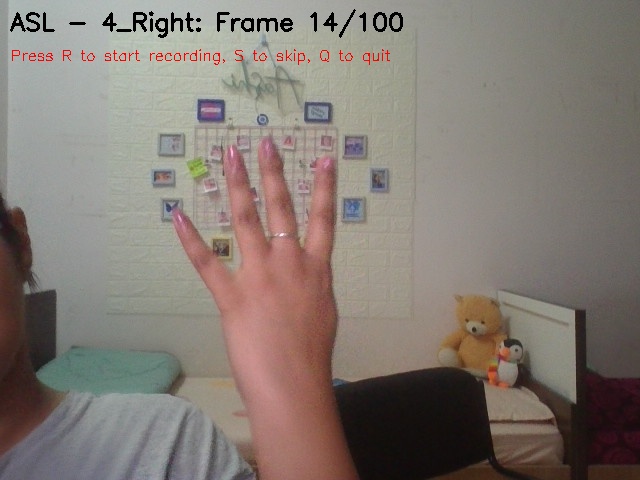 ASL - 4_Right: Frame 14/100
Press R to start recording, S to skip, Q to quit